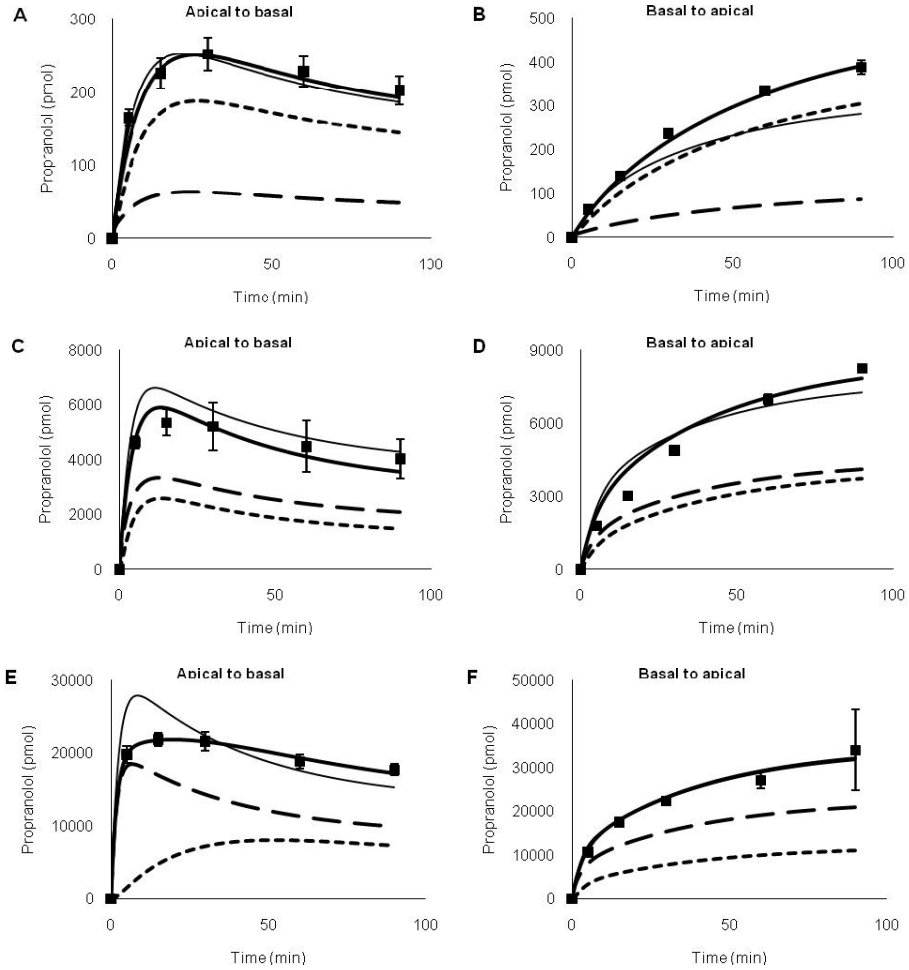 A
Apical to basal
300
200
100
0
Propranolol (pmol)
0
50
100
Time (min)
B
Basal to apical
500
400
300
200
100
0
Propranolol (pmol)
0
50
100
Time (min)
C
Apical to basal
8000
6000
4000
2000
0
Propranolol (pmol)
0
50
100
Time (min)
D
Basal to apical
9000
6000
3000
0
Propranolol (pmol)
0
50
100
Time (min)
E
Apical to basal
30000
20000
10000
0
Propranolol (pmol)
0
50
100
Time (min)
F
Basal to apical
50000
40000
30000
20000
10000
0
Propranolol (pmol)
0
50
100
Time (min)